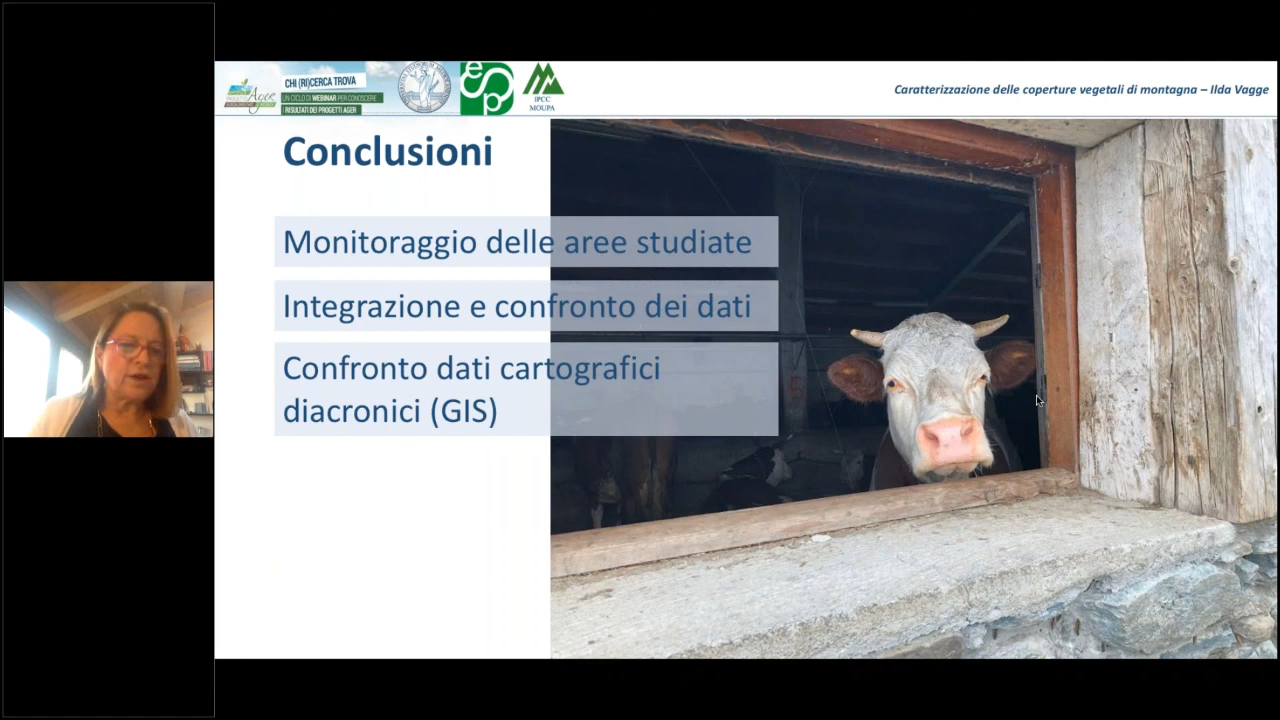 Ager
CHI (RI)CERCA TROVA
UN CICLO DI WEBINAR PER CONOSCERE
I RISULTATI DEI PROGETTI AGER
esp
IPCC
MOUPA
Caratterizzazione delle coperture vegetali di montagna – Ilda Vagge
Conclusioni
Monitoraggio delle aree studiate
Integrazione e confronto dei dati
Confronto dati cartografici
diacronici (GIS)